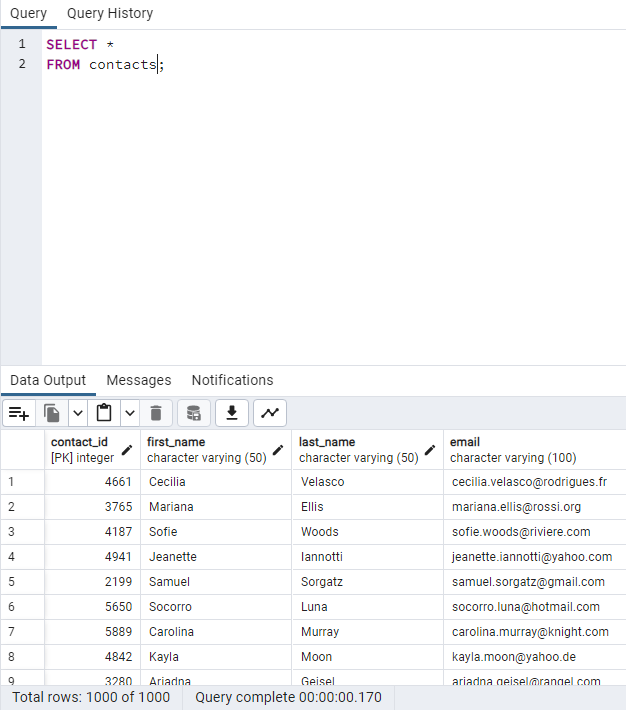 Query Query History
1 SELECT *
2 FROM contacts;
Data Output Messages Notifications
contact_id first_name last_name email
[PK] integer character varying (50) character varying (50) character varying (100)
1 4661 Cecilia Velasco cecilia.velasco@rodrigues.fr
2 3765 Mariana Ellis mariana.ellis@rossi.org
3 4187 Sofie Woods sofie.woods@riviere.com
4 4941 Jeanette Iannotti jeanette.iannotti@yahoo.com
5 2199 Samuel Sorgatz samuel.sorgatz@gmail.com
6 5650 Socorro Luna socorro.luna@hotmail.com
7 5889 Carolina Murray carolina.murray@knight.com
8 4842 Kayla Moon kayla.moon@yahoo.de
9 3280 Ariadna Geisel ariadna.geisel@rangel.com
Total rows: 1000 of 1000 Query complete 00:00:00.170